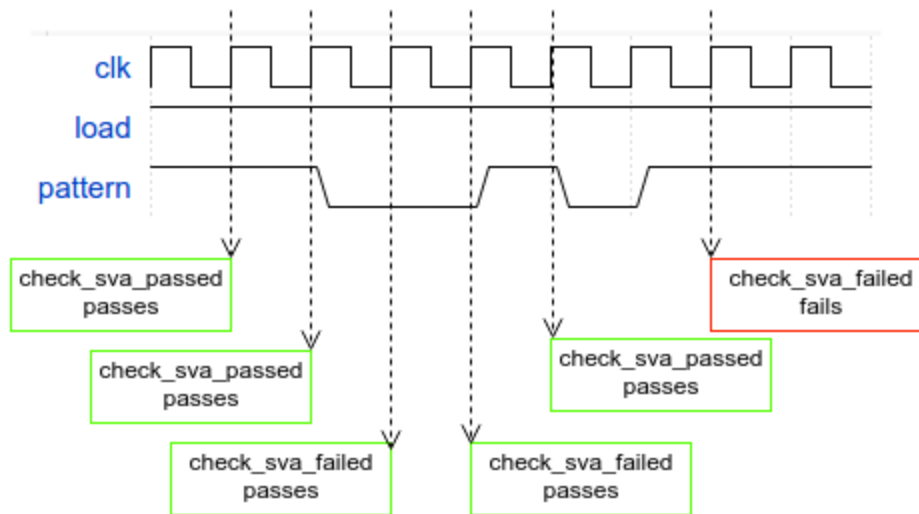 clk
load
pattern
check_sva_passed
passes
check_sva_failed
fails
check_sva_passed
passes
check_sva_passed
passes
check_sva_failed
passes
check_sva_failed
passes